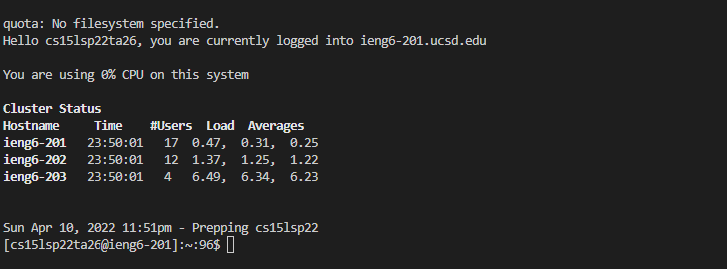 quota: No filesystem specified.
Hello cs15lsp22ta26, you are currently logged into ieng6-201.ucsd.edu
You are using 0% CPU on this system
Cluster Status
Hostname     Time    #Users  Load  Averages
ieng6-201   23:50:01   17  0.47,  0.31,  0.25
ieng6-202   23:50:01   12  1.37,  1.25,  1.22
ieng6-203   23:50:01   4   6.49,  6.34,  6.23
Sun Apr 10, 2022 11:51pm - Prepping cs15lsp22
[cs15lsp22ta26@ieng6-201]:~:96$